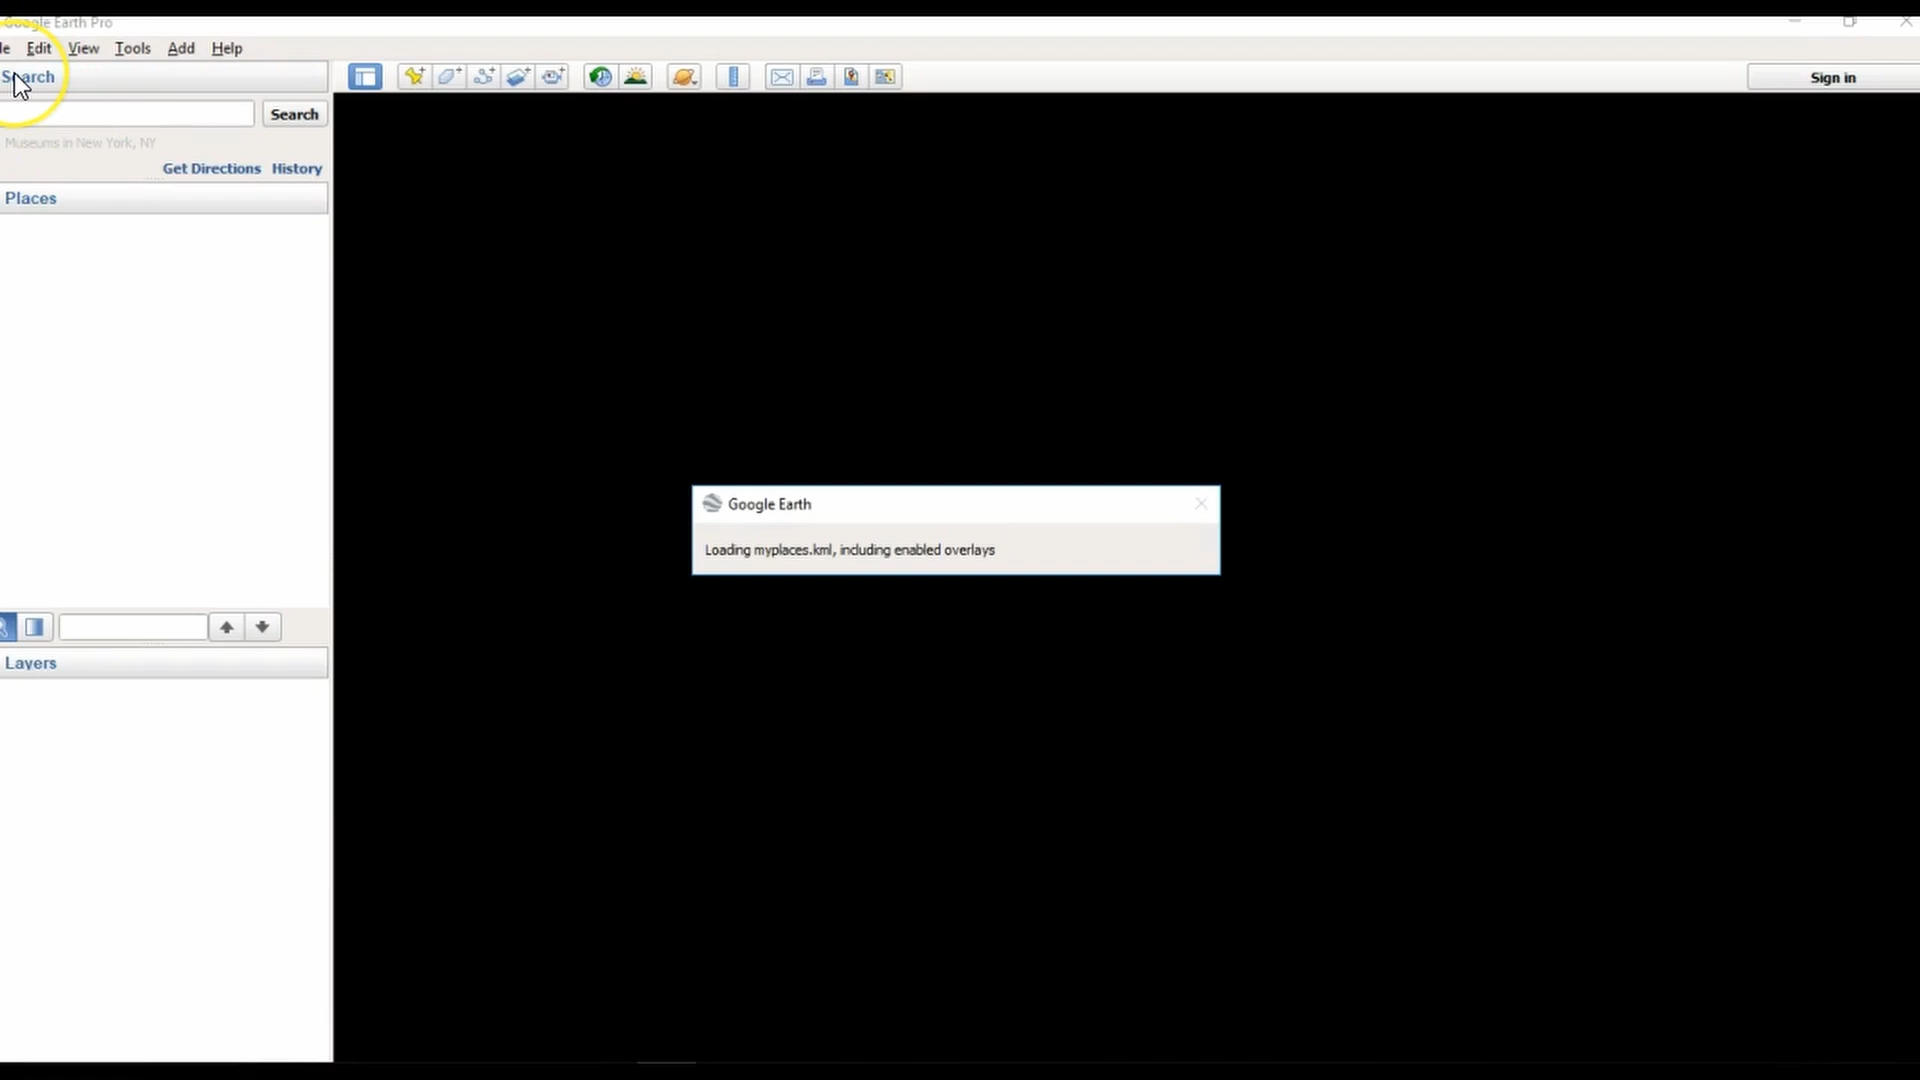 Google Earth Pro
le Edit View Tools Add Help
Search
Sign in
Search
Museums in New York, NY
Get Directions History
Places
Google Earth
Loading myplaces.kml, including enabled overlays
Layers